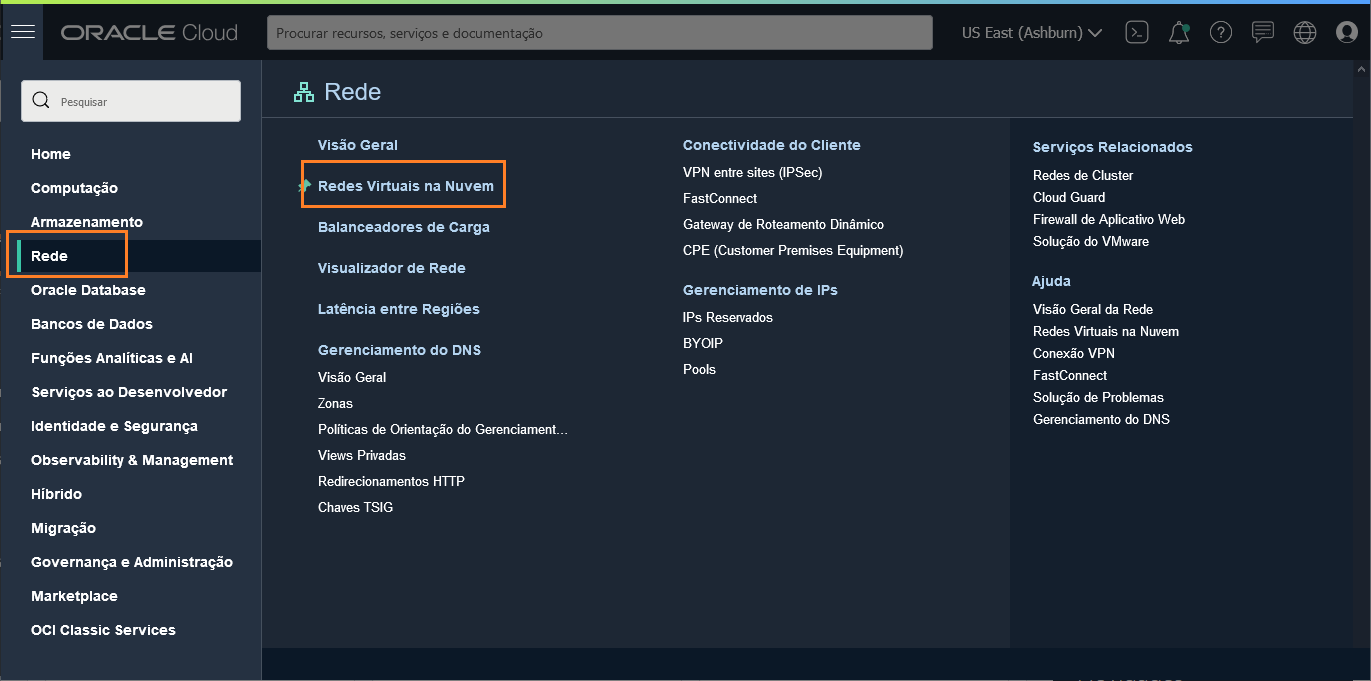 ORACLE Cloud
Procurar recursos, serviços e documentação
US East (Ashburn)
Pesquisar
Home
Computação
Armazenamento
Rede
Oracle Database
Bancos de Dados
Funções Analíticas e AI
Serviços ao Desenvolvedor
Identidade e Segurança
Observability & Management
Híbrido
Migração
Governança e Administração
Marketplace
OCI Classic Services
Rede
Visão Geral
Redes Virtuais na Nuvem
Balanceadores de Carga
Visualizador de Rede
Latência entre Regiões
Gerenciamento do DNS
Visão Geral
Zonas
Políticas de Orientação do Gerenciament...
Views Privadas
Redirecionamentos HTTP
Chaves TSIG
Conectividade do Cliente
VPN entre sites (IPSec)
FastConnect
Gateway de Roteamento Dinâmico
CPE (Customer Premises Equipment)
Gerenciamento de IPs
IPs Reservados
BYOIP
Pools
Serviços Relacionados
Redes de Cluster
Cloud Guard
Firewall de Aplicativo Web
Solução do VMware
Ajuda
Visão Geral da Rede
Redes Virtuais na Nuvem
Conexão VPN
FastConnect
Solução de Problemas
Gerenciamento do DNS